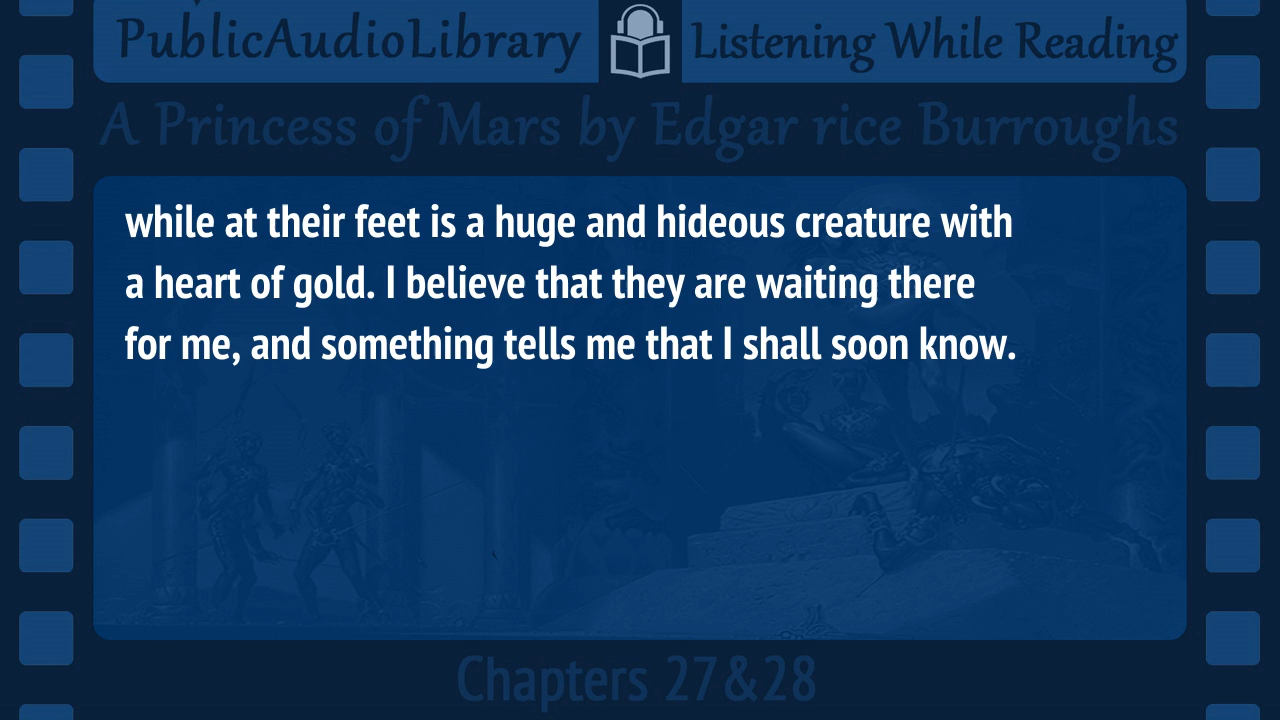 PublicAudioLibrary
Listening While Reading
A Princess of Mars by Edgar rice Burroughs
while at their feet is a huge and hideous creature with
a heart of gold. I believe that they are waiting there
for me, and something tells me that I shall soon know.
Chapters 27&28